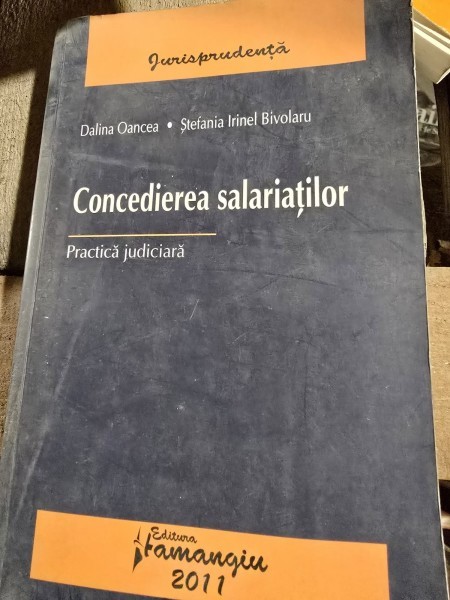 Jurisprudență
Dalina Oancea • Ștefania Irinel Bivolaru
Concedierea salariaților
Practică judiciară
Editura
Hamangiu
2011